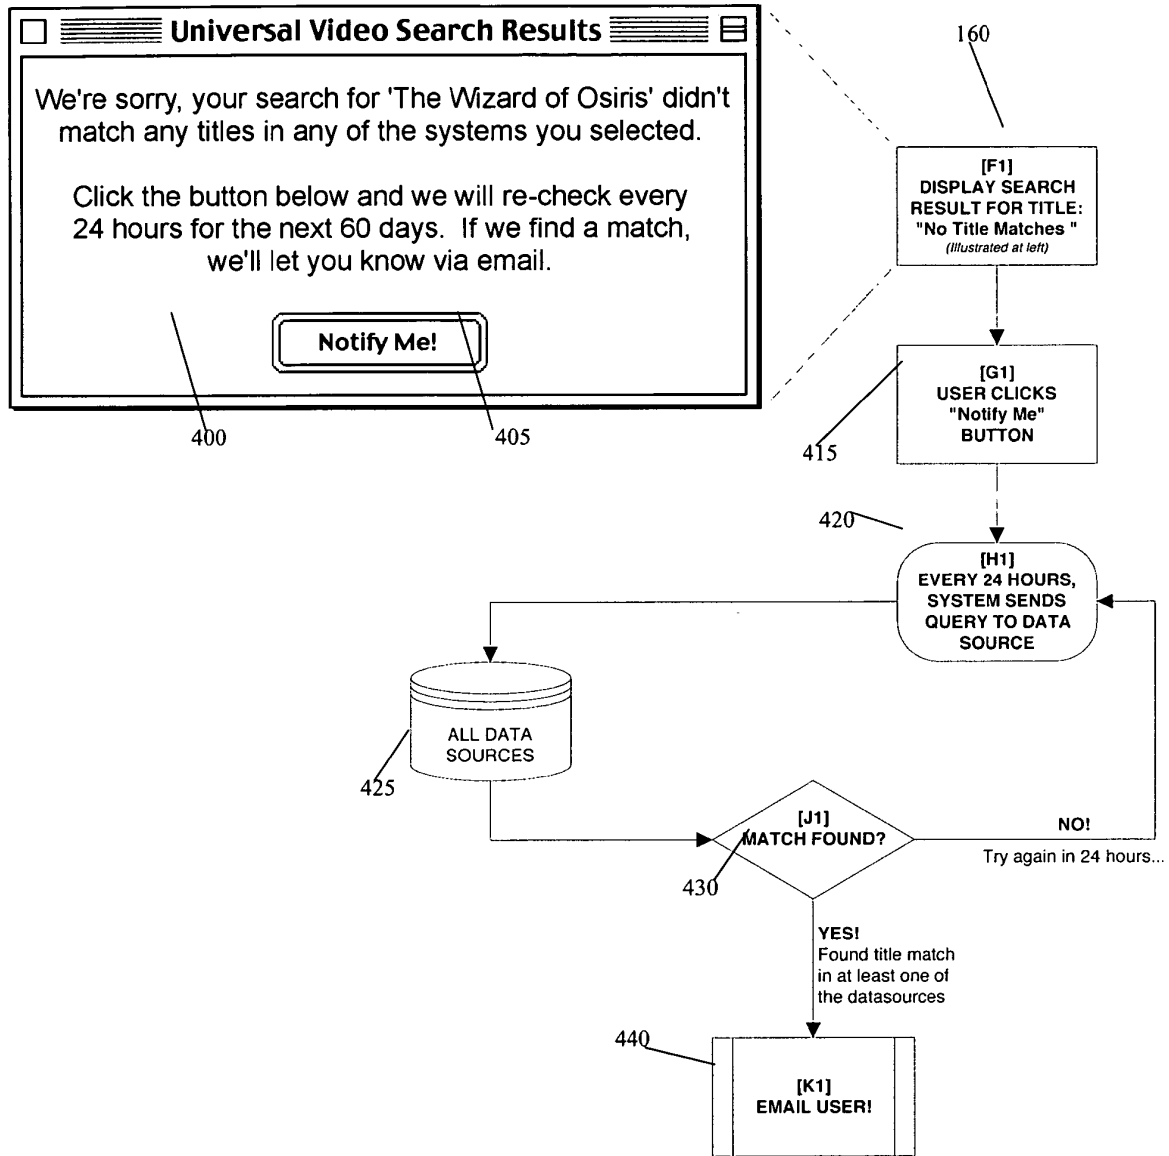 Universal Video Search Results
We're sorry, your search for 'The Wizard of Osiris' didn't
match any titles in any of the systems you selected.
Click the button below and we will re-check every
24 hours for the next 60 days. If we find a match,
we'll let you know via email.
Notify Me!
400
405
160
[F1]
DISPLAY SEARCH
RESULT FOR TITLE:
"No Title Matches "
(Illustrated at left)
[G1]
USER CLICKS
"Notify Me"
BUTTON
415
420
[H1]
EVERY 24 HOURS,
SYSTEM SENDS
QUERY TO DATA
SOURCE
ALL DATA
SOURCES
425
[J1]
MATCH FOUND?
430
NO!
Try again in 24 hours...
YES!
Found title match
in at least one of
the datasources
440
[K1]
EMAIL USER!